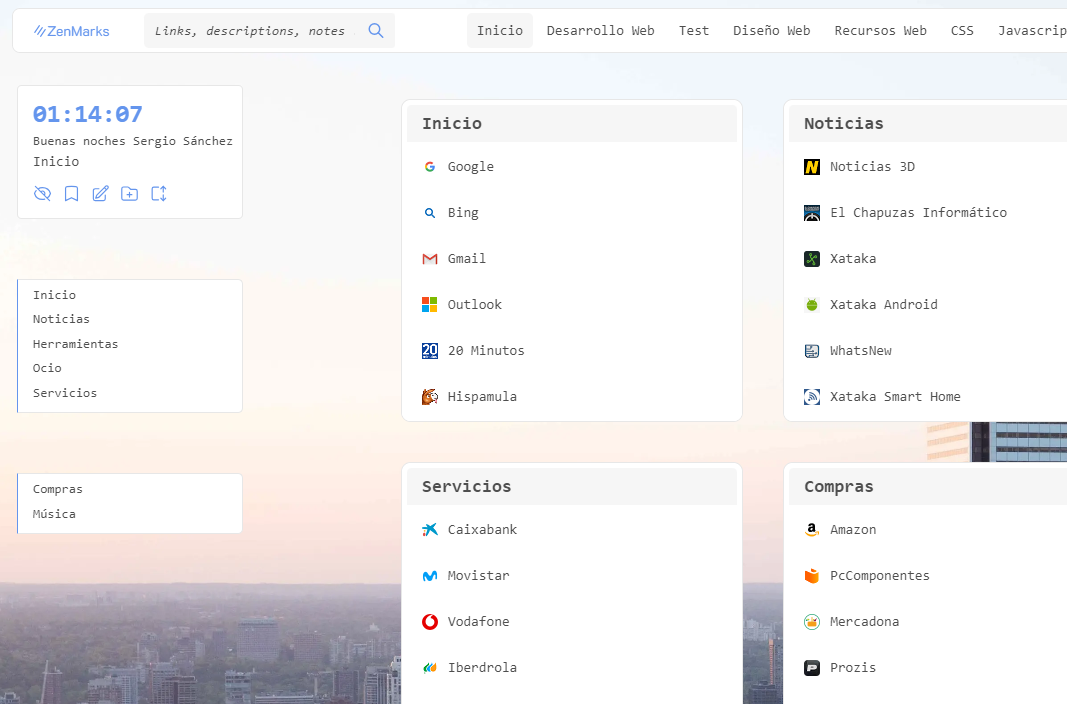 ZenMarks
Links, descriptions, notes
Inicio
Desarrollo Web
Test
Diseño Web
Recursos Web
CSS
Javascrip
01:14:07
Buenas noches Sergio Sánchez
Inicio
Inicio
Noticias
Herramientas
Ocio
Servicios
Compras
Música
Inicio
Google
Bing
Gmail
Outlook
20 Minutos
Hispamula
Noticias
Noticias 3D
El Chapuzas Informático
Xataka
Xataka Android
WhatsNew
Xataka Smart Home
Servicios
Caixabank
Movistar
Vodafone
Iberdrola
Compras
Amazon
PcComponentes
Mercadona
Prozis